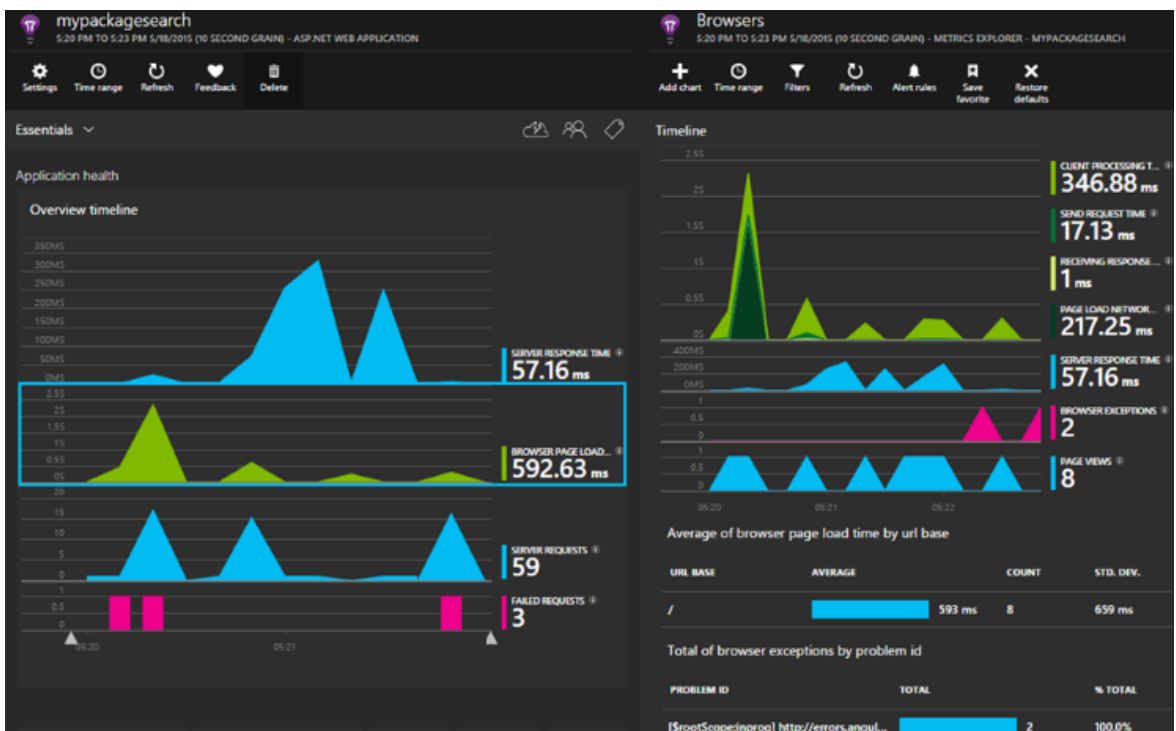 mypackagesearch
5:20 PM TO 5:23 PM 5/18/2015 (10 SECOND GRAIN) - ASP.NET WEB APPLICATION
Settings Time range Refresh Feedback Delete
Essentials
Application health
Overview timeline
350MS
300MS
250MS
200MS
150MS
100MS
50MS
0MS
SERVER RESPONSE TIME
57.16 ms
2.5S
2S
1.5S
1S
0.5S
0S
BROWSER PAGE LOAD...
592.63 ms
20
15
10
5
0
SERVER REQUESTS
59
1
0.5
0
FAILED REQUESTS
3
05:20 05:21
Browsers
5:20 PM TO 5:23 PM 5/18/2015 (10 SECOND GRAIN) - METRICS EXPLORER - MYPACKAGESEARCH
Add chart Time range Filters Refresh Alert rules Save favorite Restore defaults
Timeline
2.5S
2S
1.5S
1S
0.5S
0S
CLIENT PROCESSING T...
346.88 ms
SEND REQUEST TIME
17.13 ms
RECEIVING RESPONSE ...
1 ms
PAGE LOAD NETWOR...
217.25 ms
400MS
200MS
0MS
SERVER RESPONSE TIME
57.16 ms
1
0.5
0
BROWSER EXCEPTIONS
2
1
0.5
0
PAGE VIEWS
8
05:20 05:21 05:22
Average of browser page load time by url base
URL BASE AVERAGE COUNT STD. DEV.
/ 593 ms 8 659 ms
Total of browser exceptions by problem id
PROBLEM ID TOTAL % TOTAL
[$rootScope:inprog] http://errors.angul... 2 100.0%